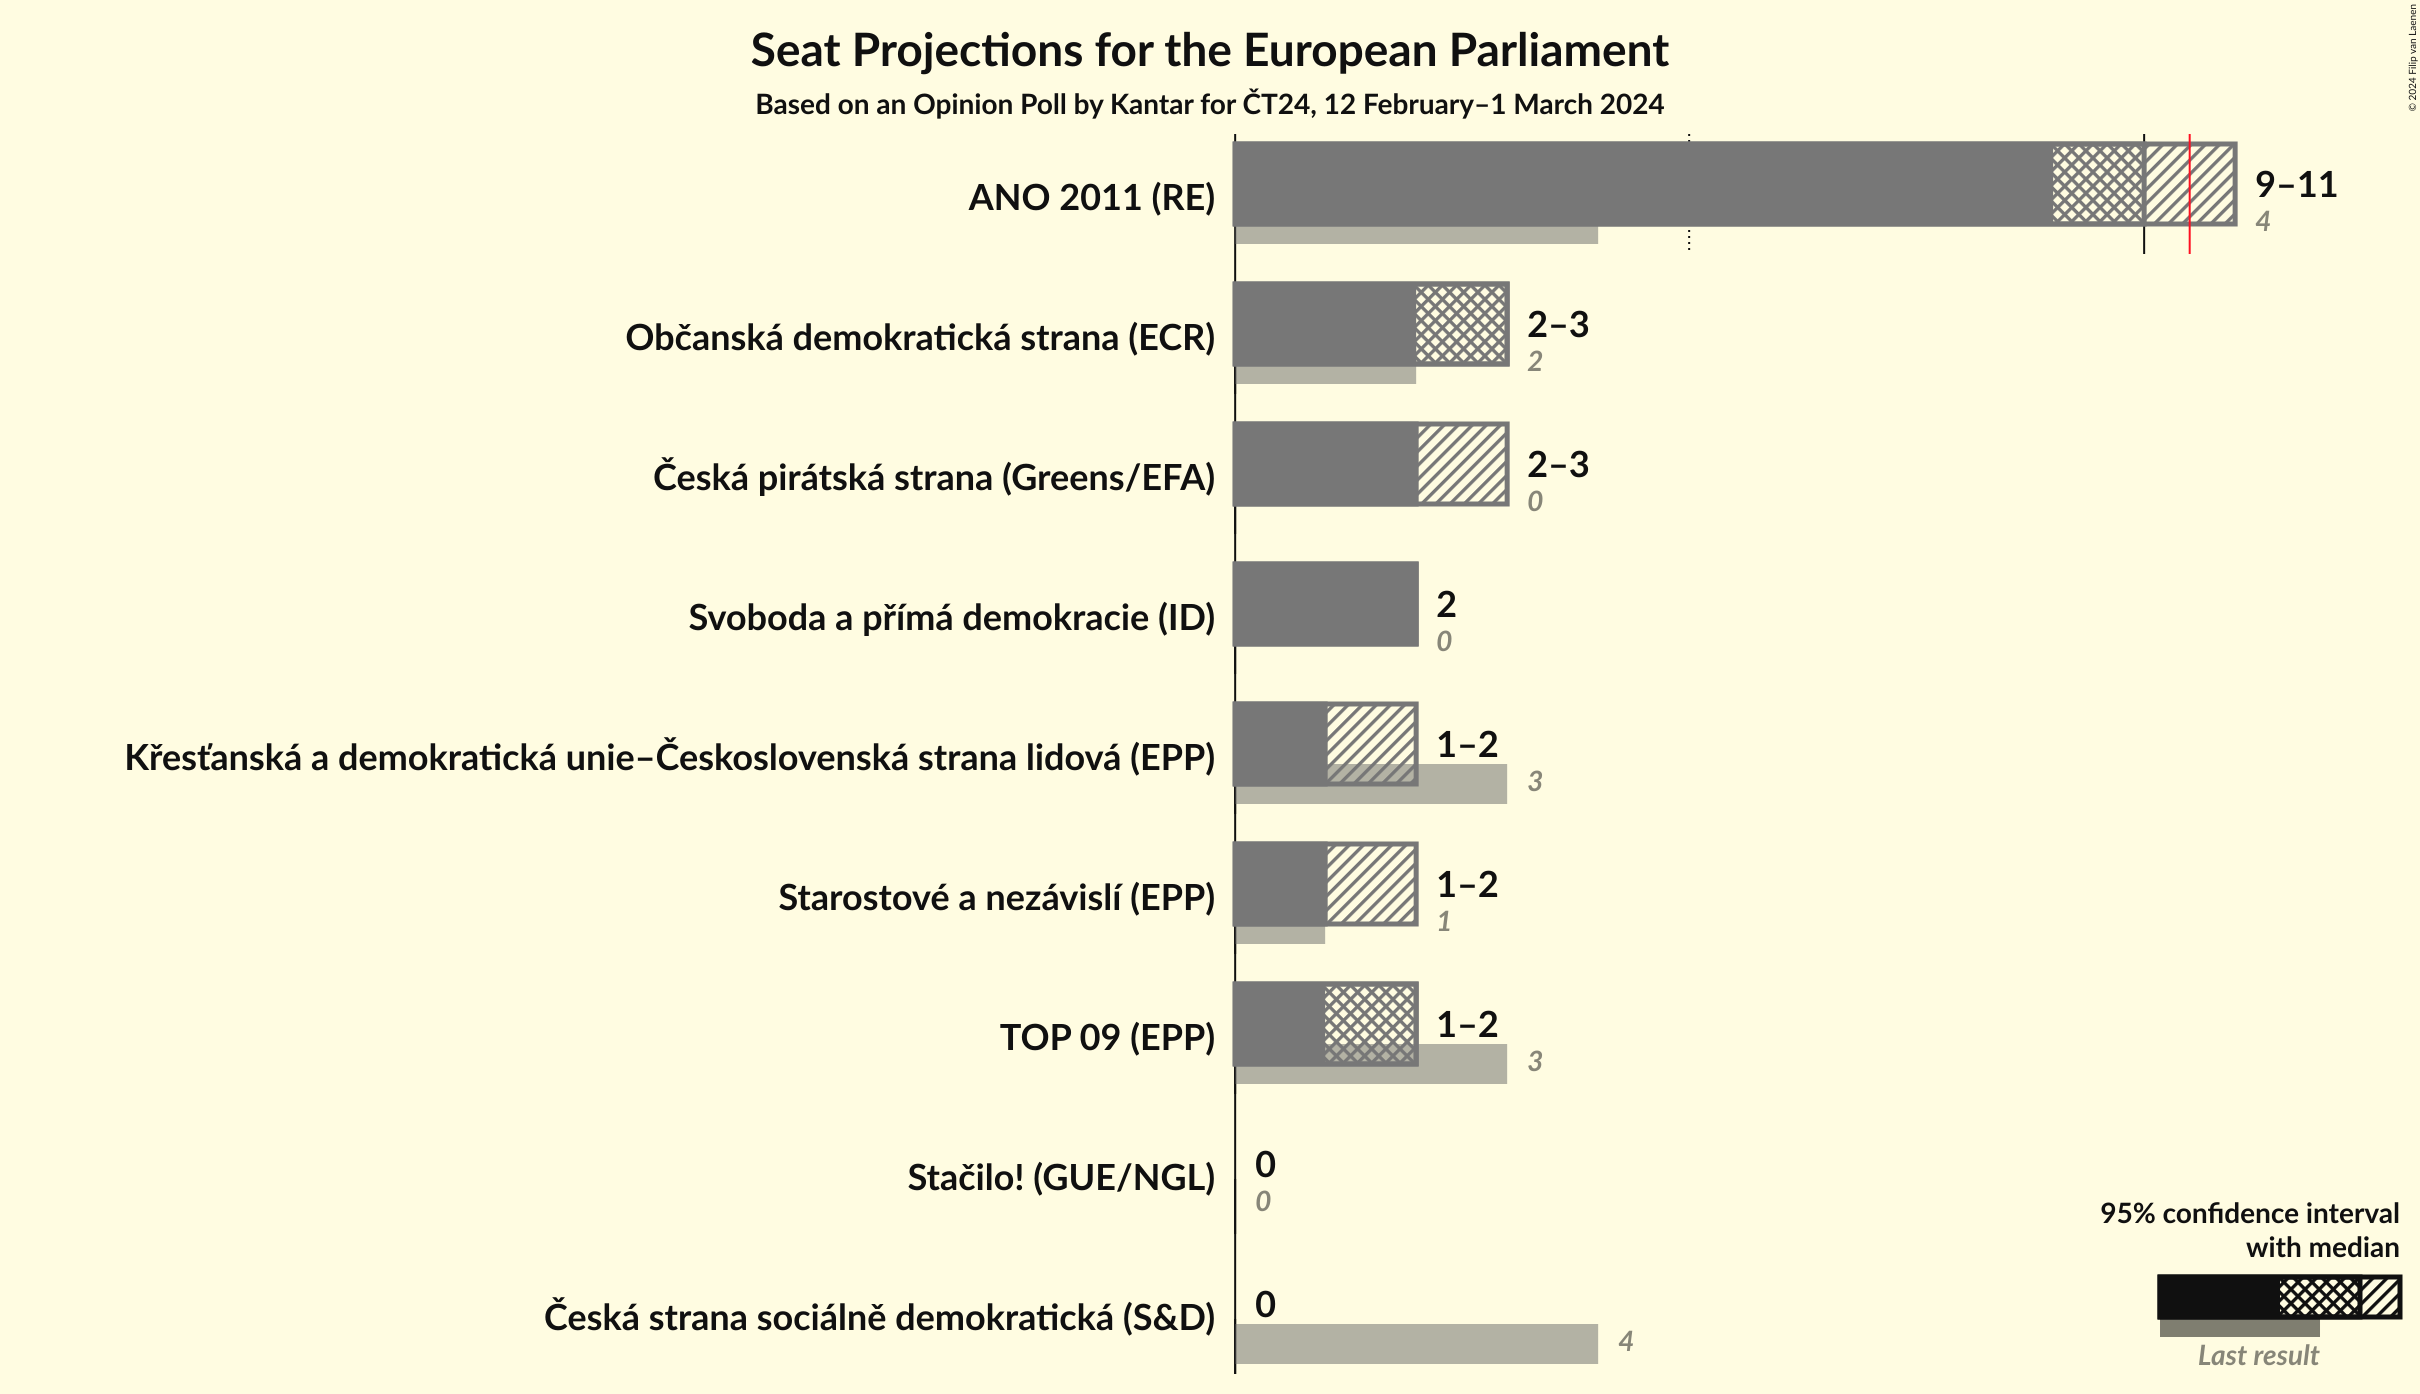 Seat Projections for the European Parliament
Based on an Opinion Poll by Kantar for ČT24, 12 February–1 March 2024
© 2024 Filip van Laenen
ANO 2011 (RE)
9–11
4
Občanská demokratická strana (ECR)
2–3
2
Česká pirátská strana (Greens/EFA)
2–3
0
Svoboda a přímá demokracie (ID)
2
0
Křesťanská a demokratická unie–Československá strana lidová (EPP)
1–2
3
Starostové a nezávislí (EPP)
1–2
1
TOP 09 (EPP)
1–2
3
Stačilo! (GUE/NGL)
0
0
Česká strana sociálně demokratická (S&D)
0
4
95% confidence interval
with median
Last result